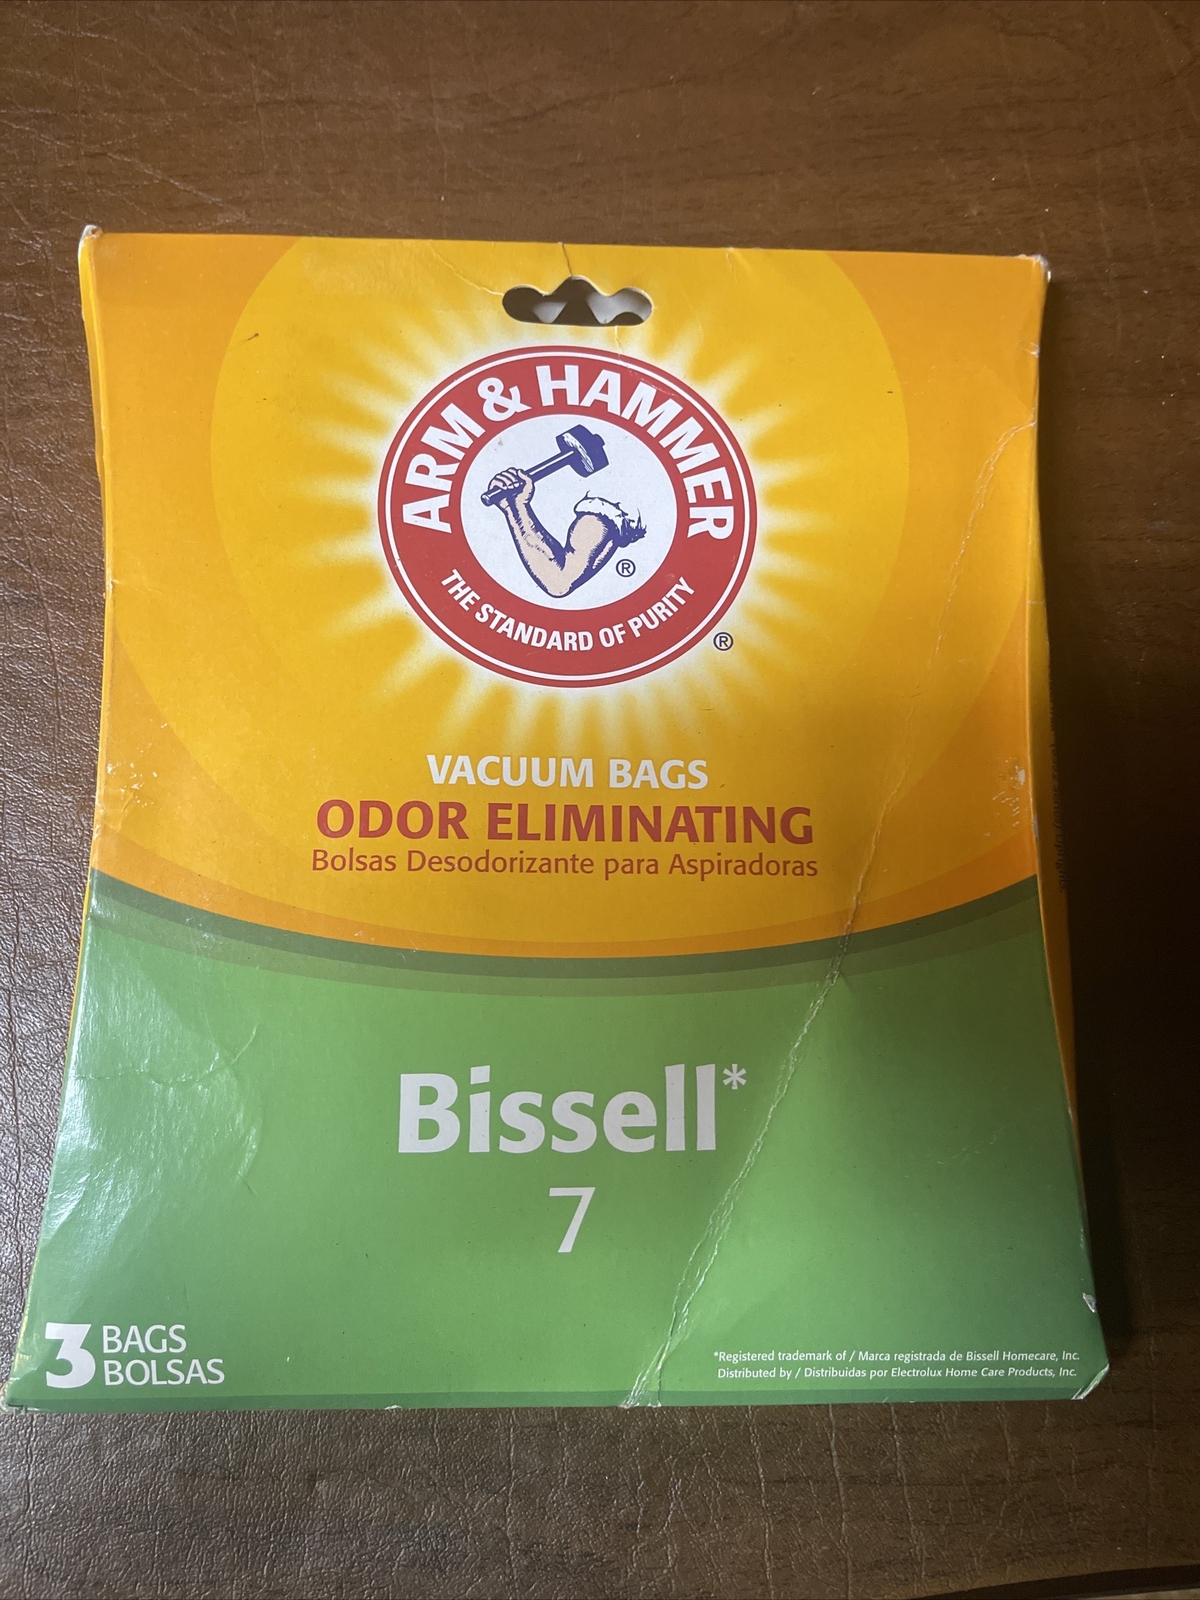 ARM & HAMMER
®
THE STANDARD OF PURITY
®
VACUUM BAGS
ODOR ELIMINATING
Bolsas Desodorizante para Aspiradoras
Bissell*
7
3 BAGS
BOLSAS
*Registered trademark of / Marca registrada de Bissell Homecare, Inc.
Distributed by / Distribuidas por Electrolux Home Care Products, Inc.